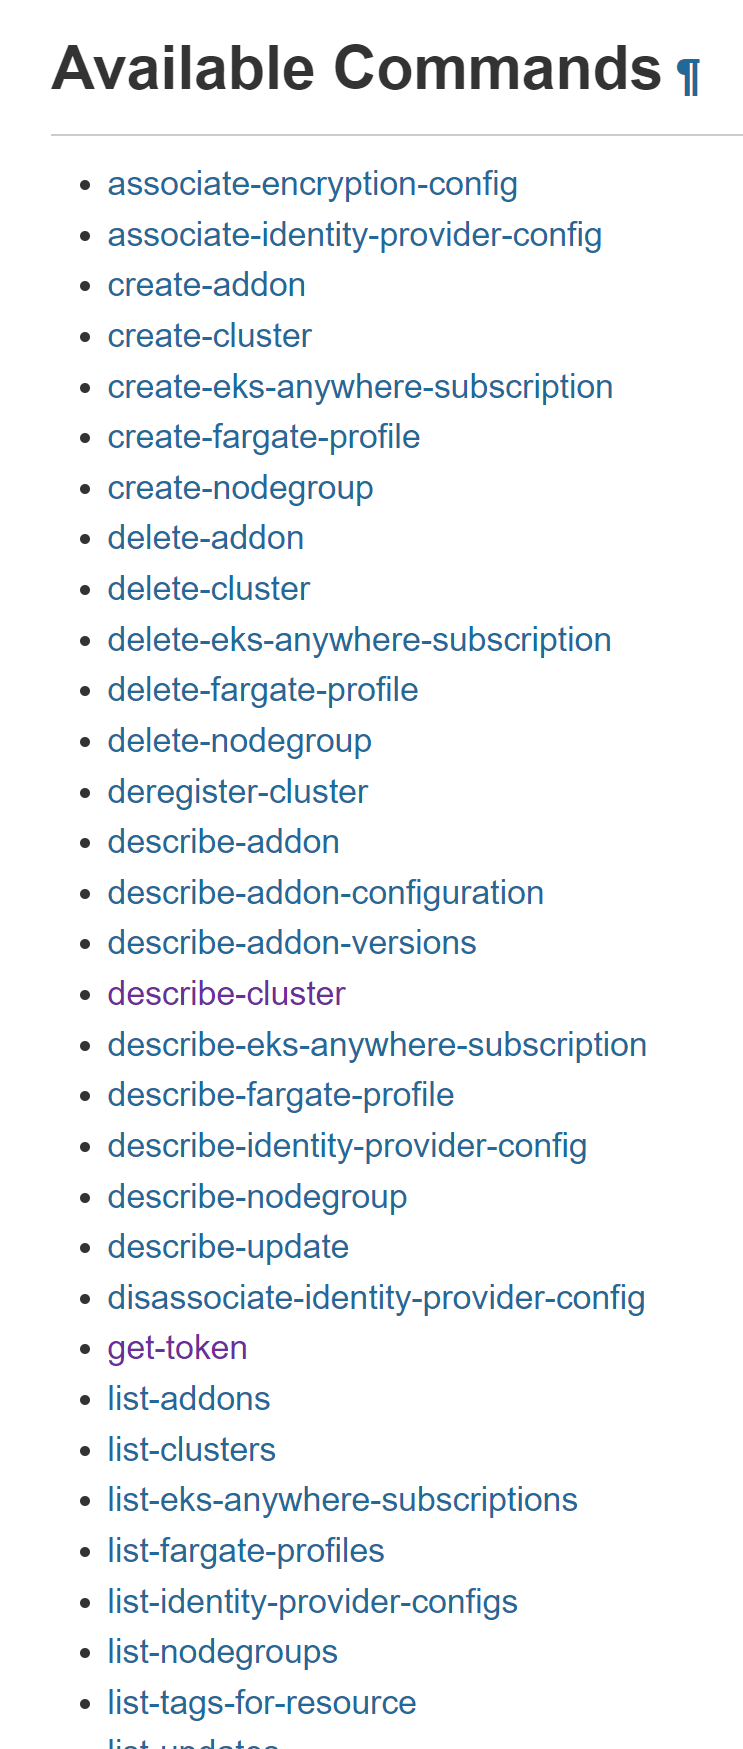 Available Commands ¶
associate-encryption-config
associate-identity-provider-config
create-addon
create-cluster
create-eks-anywhere-subscription
create-fargate-profile
create-nodegroup
delete-addon
delete-cluster
delete-eks-anywhere-subscription
delete-fargate-profile
delete-nodegroup
deregister-cluster
describe-addon
describe-addon-configuration
describe-addon-versions
describe-cluster
describe-eks-anywhere-subscription
describe-fargate-profile
describe-identity-provider-config
describe-nodegroup
describe-update
disassociate-identity-provider-config
get-token
list-addons
list-clusters
list-eks-anywhere-subscriptions
list-fargate-profiles
list-identity-provider-configs
list-nodegroups
list-tags-for-resource
list-updates